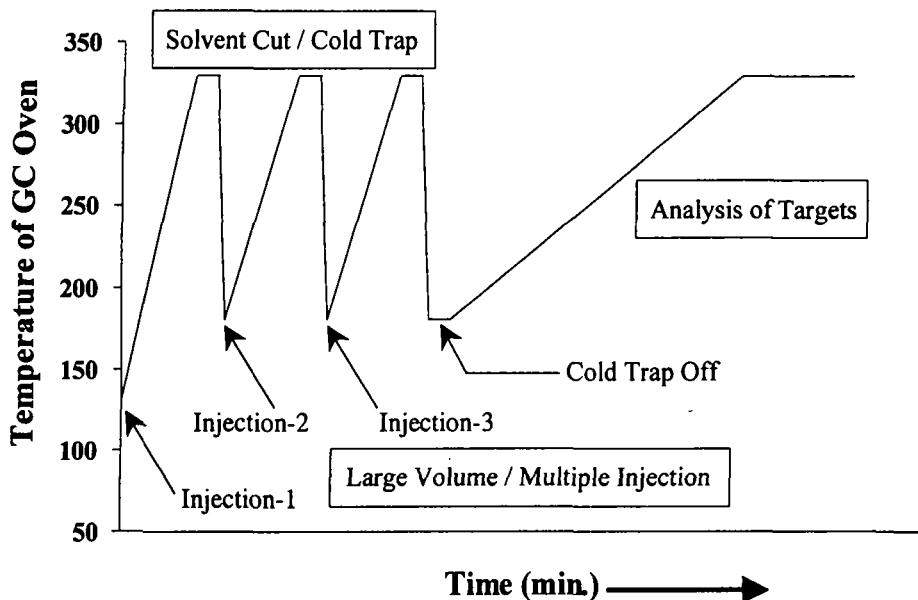 Solvent Cut / Cold Trap
Temperature of GC Oven
350
300
250
200
150
100
50
Analysis of Targets
Cold Trap Off
Injection-2
Injection-3
Large Volume / Multiple Injection
Injection-1
Time (min.)